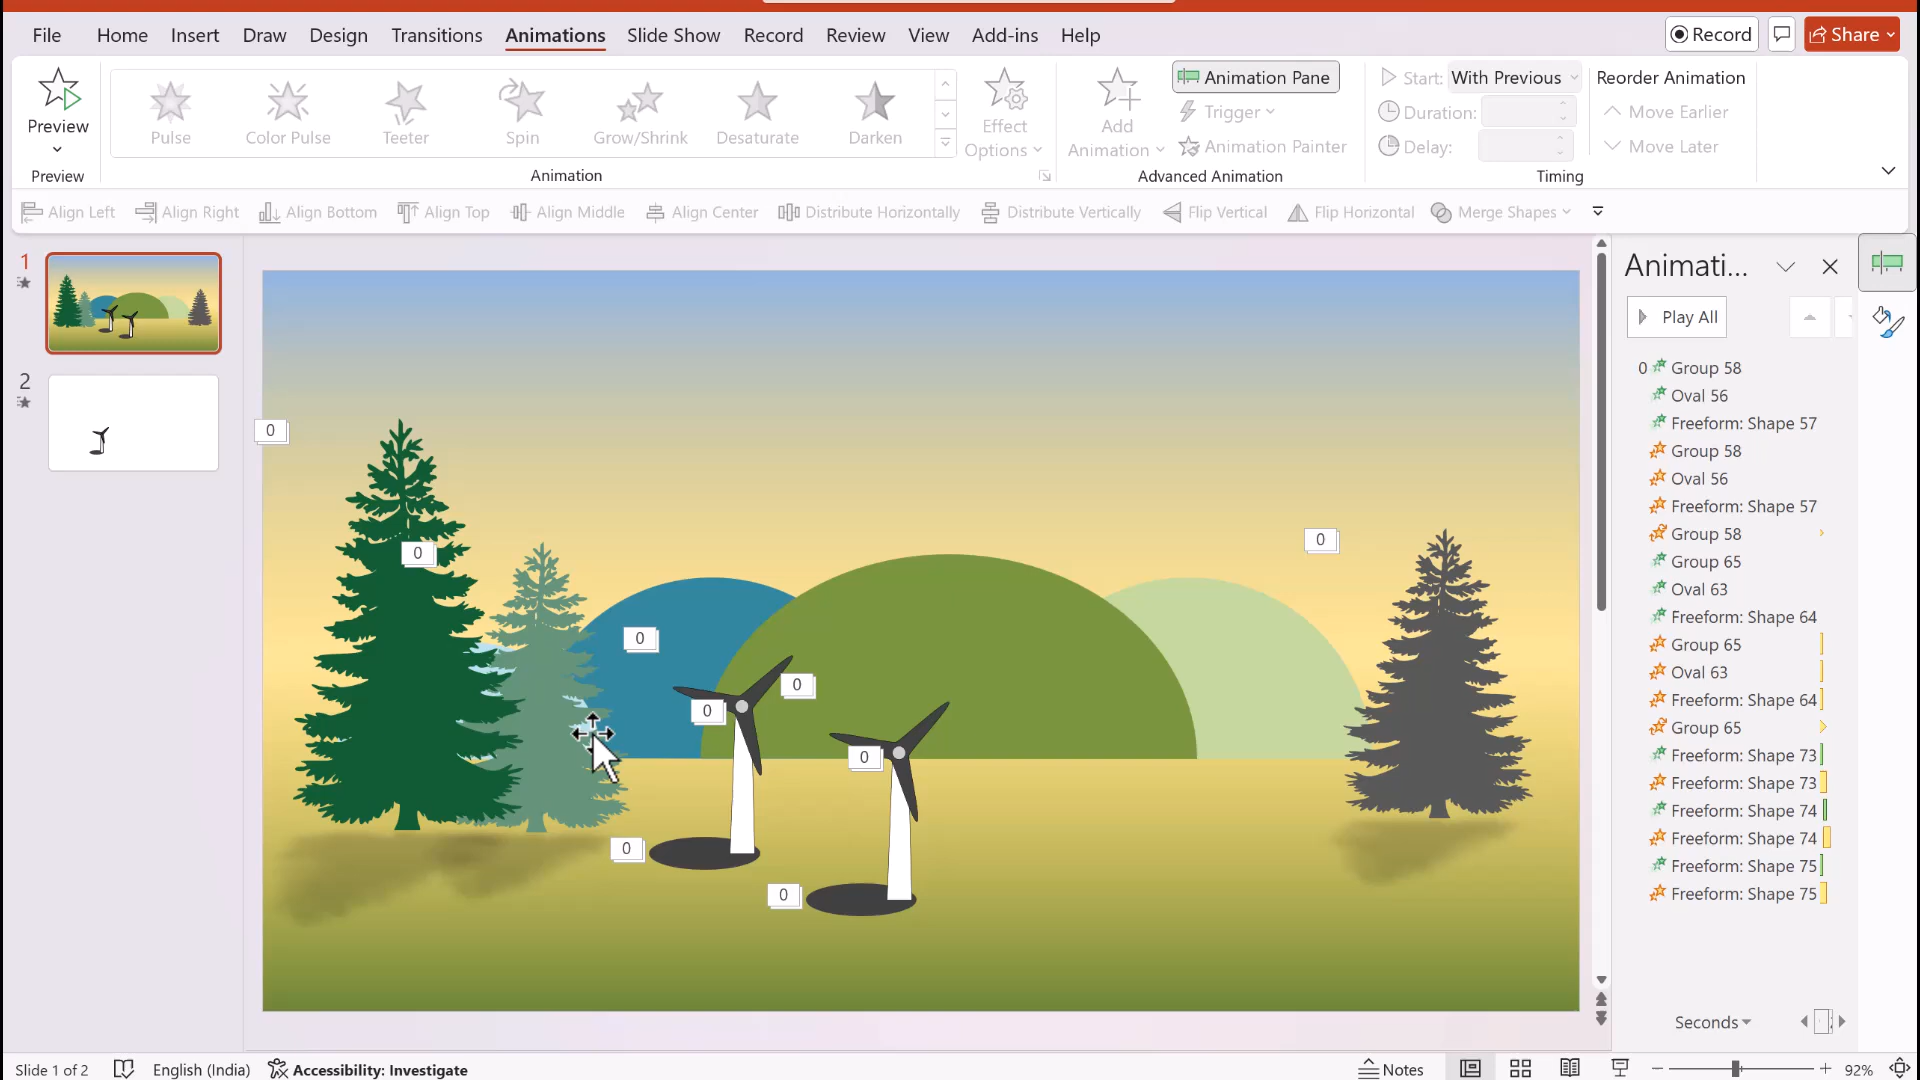 File Home Insert Draw Design Transitions Animations Slide Show Record Review View Add-ins Help Record Share
Preview
Preview
Pulse Color Pulse Teeter Spin Grow/Shrink Desaturate Darken
Animation
Effect
Options
Add
Animation
Animation Pane
Trigger
Animation Painter
Advanced Animation
Start: With Previous
Duration:
Delay:
Timing
Reorder Animation
Move Earlier
Move Later
Align Left Align Right Align Bottom Align Top Align Middle Align Center Distribute Horizontally Distribute Vertically Flip Vertical Flip Horizontal Merge Shapes
1
2
0
0
0
0
0
0
0
0
0
Animati...
Play All
0 Group 58
Oval 56
Freeform: Shape 57
Group 58
Oval 56
Freeform: Shape 57
Group 58
Group 65
Oval 63
Freeform: Shape 64
Group 65
Oval 63
Freeform: Shape 64
Group 65
Freeform: Shape 73
Freeform: Shape 73
Freeform: Shape 74
Freeform: Shape 74
Freeform: Shape 75
Freeform: Shape 75
Seconds
Slide 1 of 2 English (India) Accessibility: Investigate Notes 92%